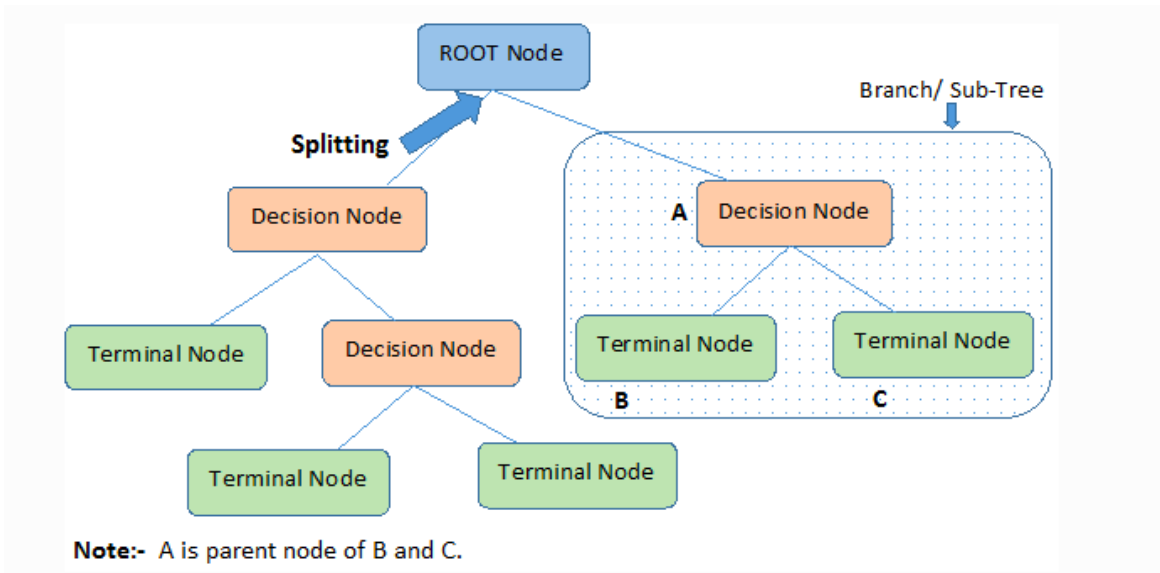 ROOT Node
Branch/ Sub-Tree
Splitting
Decision Node
A
Decision Node
Terminal Node
Decision Node
Terminal Node
Terminal Node
B
C
Terminal Node
Terminal Node
Note:- A is parent node of B and C.